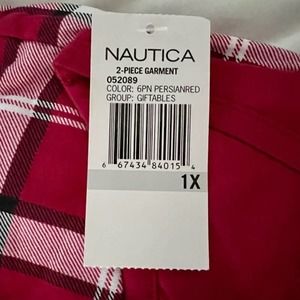 NAUTICA
2-PIECE GARMENT
052089
COLOR: 6PN PERSIANRED
GROUP: GIFTABLES
6 67434 84015 4
1X